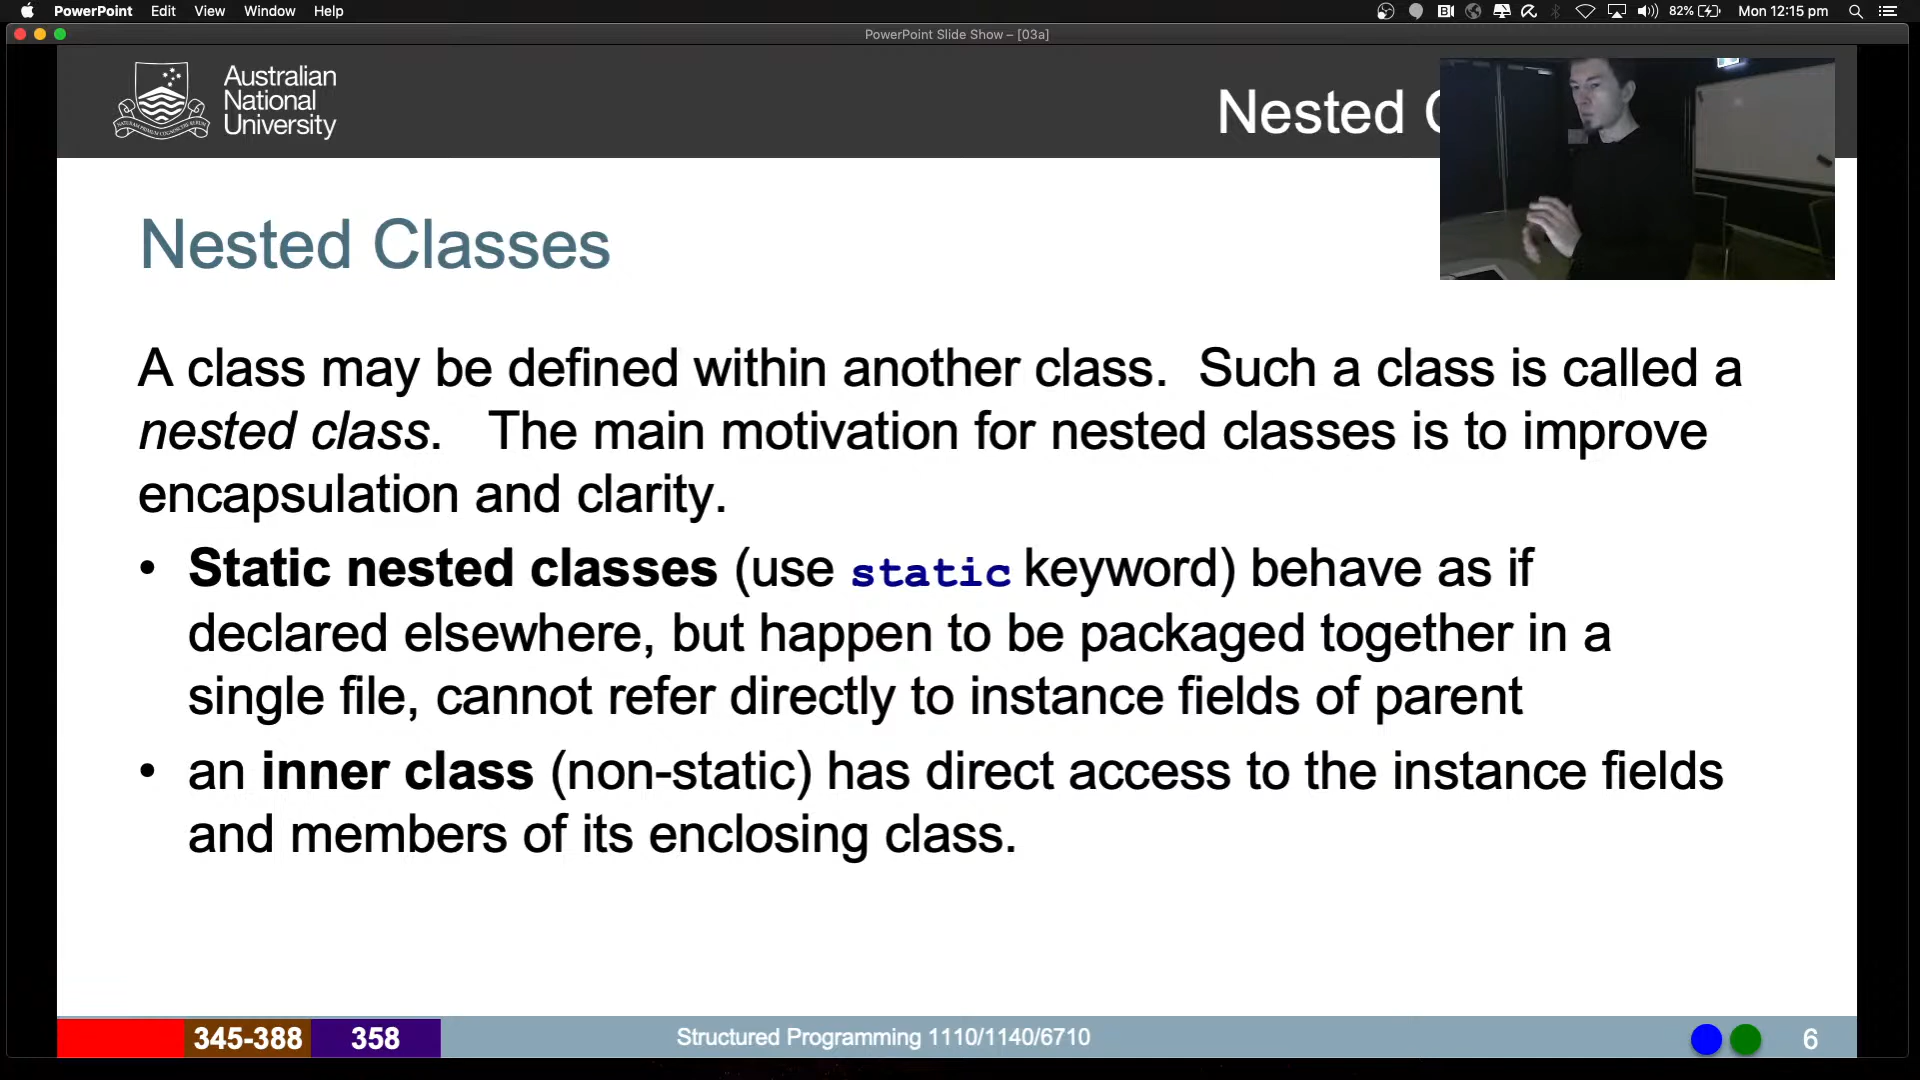 PowerPoint Edit View Window Help
82% Mon 12:15 pm
PowerPoint Slide Show – [03a]
Australian
National
University
Nested
Nested Classes
A class may be defined within another class. Such a class is called a
nested class. The main motivation for nested classes is to improve
encapsulation and clarity.
• Static nested classes (use static keyword) behave as if
declared elsewhere, but happen to be packaged together in a
single file, cannot refer directly to instance fields of parent
• an inner class (non-static) has direct access to the instance fields
and members of its enclosing class.
345-388 358 Structured Programming 1110/1140/6710 6